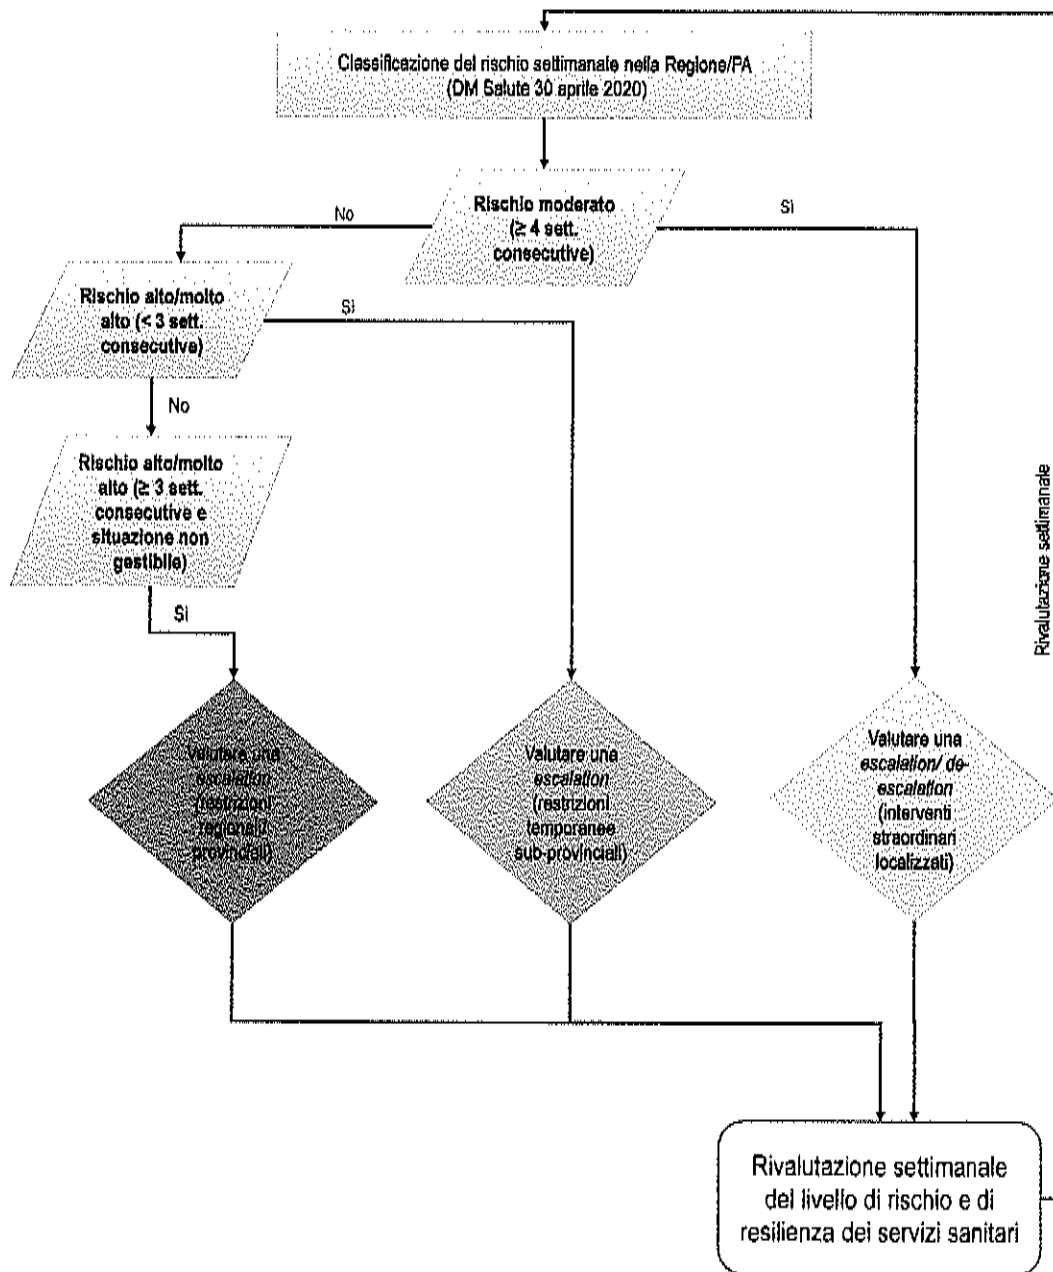 Classificazione del rischio settimanale nella Regione/PA
(DM Salute 30 aprile 2020)
Rischio moderato
(≥ 4 sett.
consecutive)
No
Sì
Rischio alto/molto
alto (< 3 sett.
consecutive)
Sì
No
Rischio alto/molto
alto (≥ 3 sett.
consecutive e
situazione non
gestibile)
Sì
Rivalutazione settimanale
Valutare una
escalation
(restrizioni
regionali/
provinciali)
Valutare una
escalation
(restrizioni
temporanee
sub-provinciali)
Valutare una
escalation/ de-
escalation
(interventi
straordinari
localizzati)
Rivalutazione settimanale
del livello di rischio e di
resilienza dei servizi sanitari